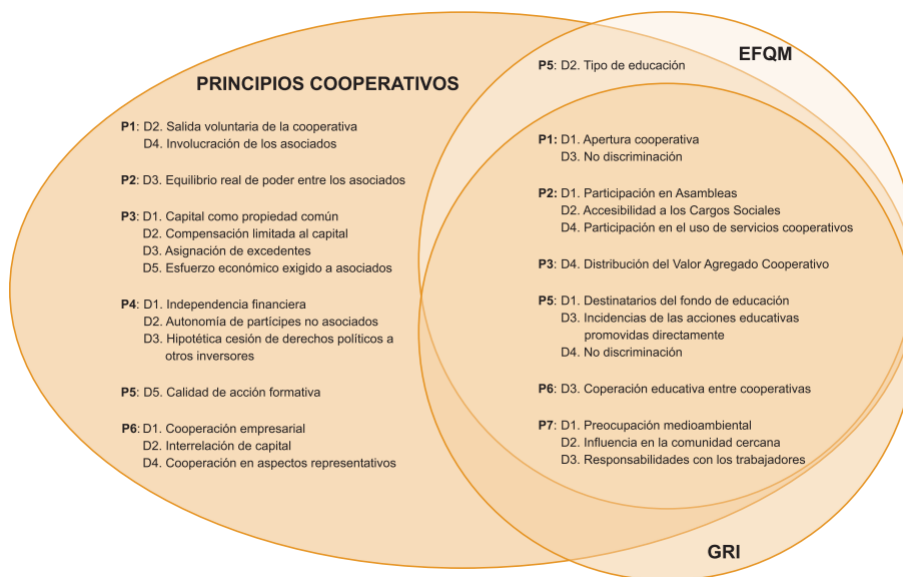 PRINCIPIOS COOPERATIVOS
P1: D2. Salida voluntaria de la cooperativa
D4. Involucración de los asociados
P2: D3. Equilibrio real de poder entre los asociados
P3: D1. Capital como propiedad común
D2. Compensación limitada al capital
D3. Asignación de excedentes
D5. Esfuerzo económico exigido a asociados
P4: D1. Independencia financiera
D2. Autonomía de partícipes no asociados
D3. Hipotética cesión de derechos políticos a
otros inversores
P5: D5. Calidad de acción formativa
P6: D1. Cooperación empresarial
D2. Interrelación de capital
D4. Cooperación en aspectos representativos
EFQM
P5: D2. Tipo de educación
P1: D1. Apertura cooperativa
D3. No discriminación
P2: D1. Participación en Asambleas
D2. Accesibilidad a los Cargos Sociales
D4. Participación en el uso de servicios cooperativos
P3: D4. Distribución del Valor Agregado Cooperativo
P5: D1. Destinatarios del fondo de educación
D3. Incidencias de las acciones educativas
promovidas directamente
D4. No discriminación
P6: D3. Coperación educativa entre cooperativas
P7: D1. Preocupación medioambiental
D2. Influencia en la comunidad cercana
D3. Responsabilidades con los trabajadores
GRI